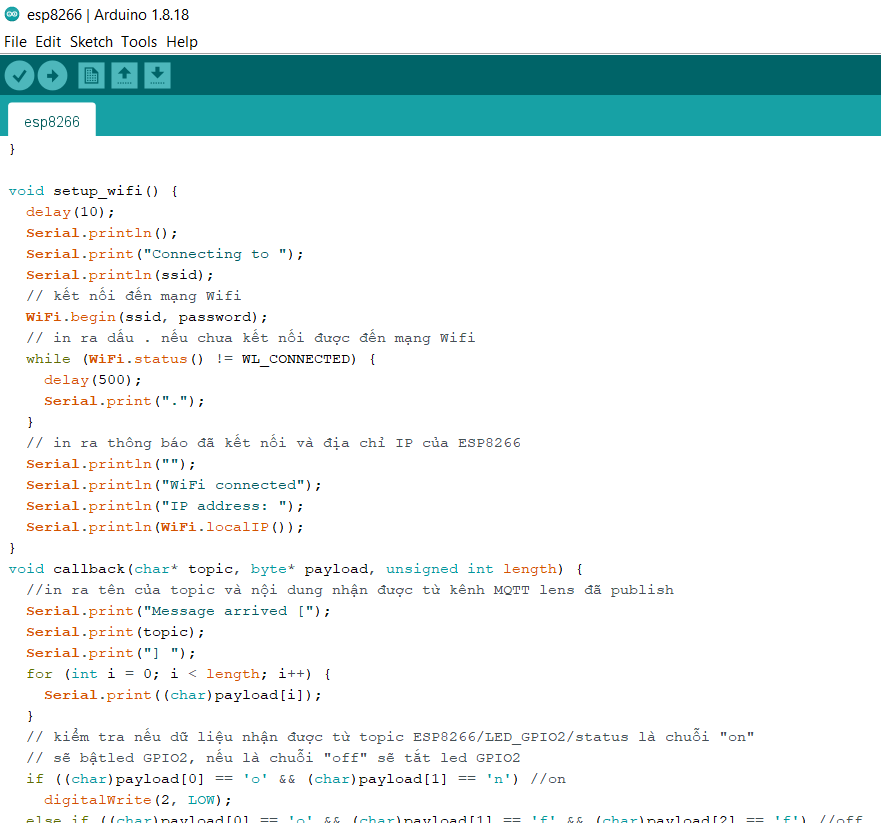 esp8266 | Arduino 1.8.18
File Edit Sketch Tools Help
esp8266
}
void setup_wifi() {
  delay(10);
  Serial.println();
  Serial.print("Connecting to ");
  Serial.println(ssid);
  // kết nối đến mạng Wifi
  WiFi.begin(ssid, password);
  // in ra dấu . nếu chưa kết nối được đến mạng Wifi
  while (WiFi.status() != WL_CONNECTED) {
    delay(500);
    Serial.print(".");
  }
  // in ra thông báo đã kết nối và địa chỉ IP của ESP8266
  Serial.println("");
  Serial.println("WiFi connected");
  Serial.println("IP address: ");
  Serial.println(WiFi.localIP());
}
void callback(char* topic, byte* payload, unsigned int length) {
  //in ra tên của topic và nội dung nhận được từ kênh MQTT lens đã publish
  Serial.print("Message arrived [");
  Serial.print(topic);
  Serial.print("] ");
  for (int i = 0; i < length; i++) {
    Serial.print((char)payload[i]);
  }
  // kiểm tra nếu dữ liệu nhận được từ topic ESP8266/LED_GPIO2/status là chuỗi "on"
  // sẽ bậtled GPIO2, nếu là chuỗi "off" sẽ tắt led GPIO2
  if ((char)payload[0] == 'o' && (char)payload[1] == 'n') //on
    digitalWrite(2, LOW);
  else if ((char)payload[0] == 'o' && (char)payload[1] == 'f' && (char)payload[2] == 'f') //off